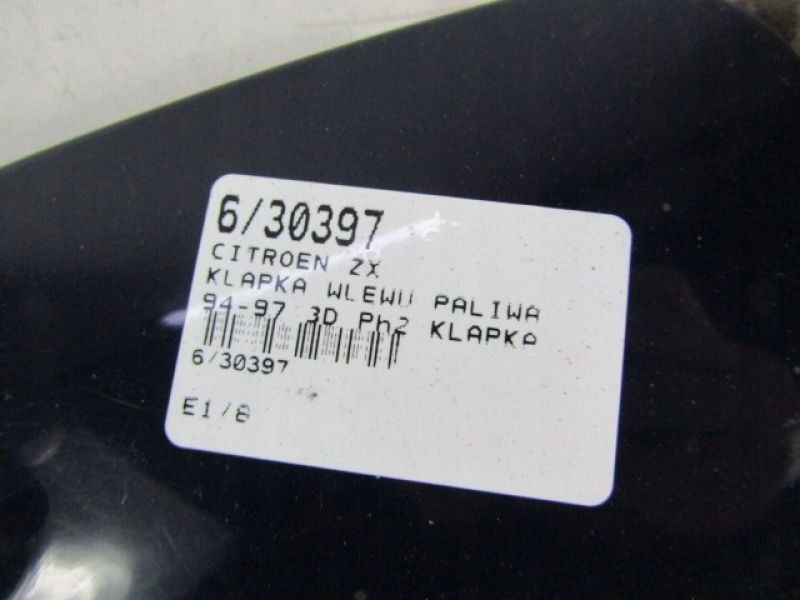 6/30397
CITROEN ZX
KLAPKA WLEWU PALIWA
94-97 3D Ph2 KLAPKA
6/30397
E1/8